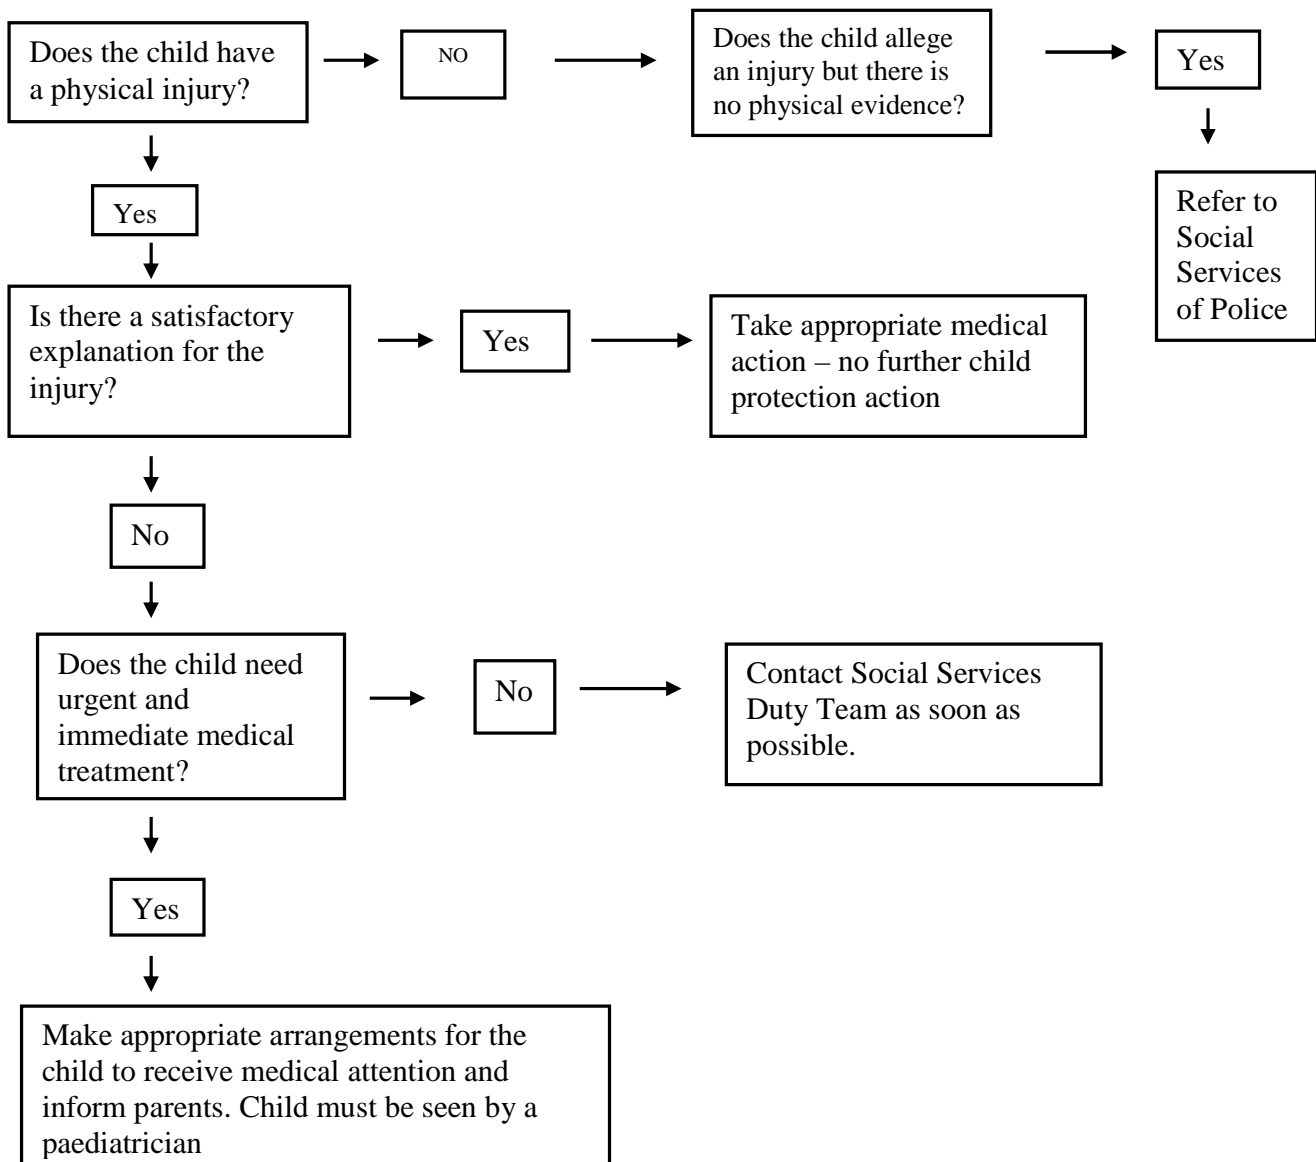 Does the child have
a physical injury?
NO
Does the child allege
an injury but there is
no physical evidence?
Yes
Refer to
Social
Services
of Police
Yes
Is there a satisfactory
explanation for the
injury?
Yes
Take appropriate medical
action – no further child
protection action
No
Does the child need
urgent and
immediate medical
treatment?
No
Contact Social Services
Duty Team as soon as
possible.
Yes
Make appropriate arrangements for the
child to receive medical attention and
inform parents. Child must be seen by a
paediatrician